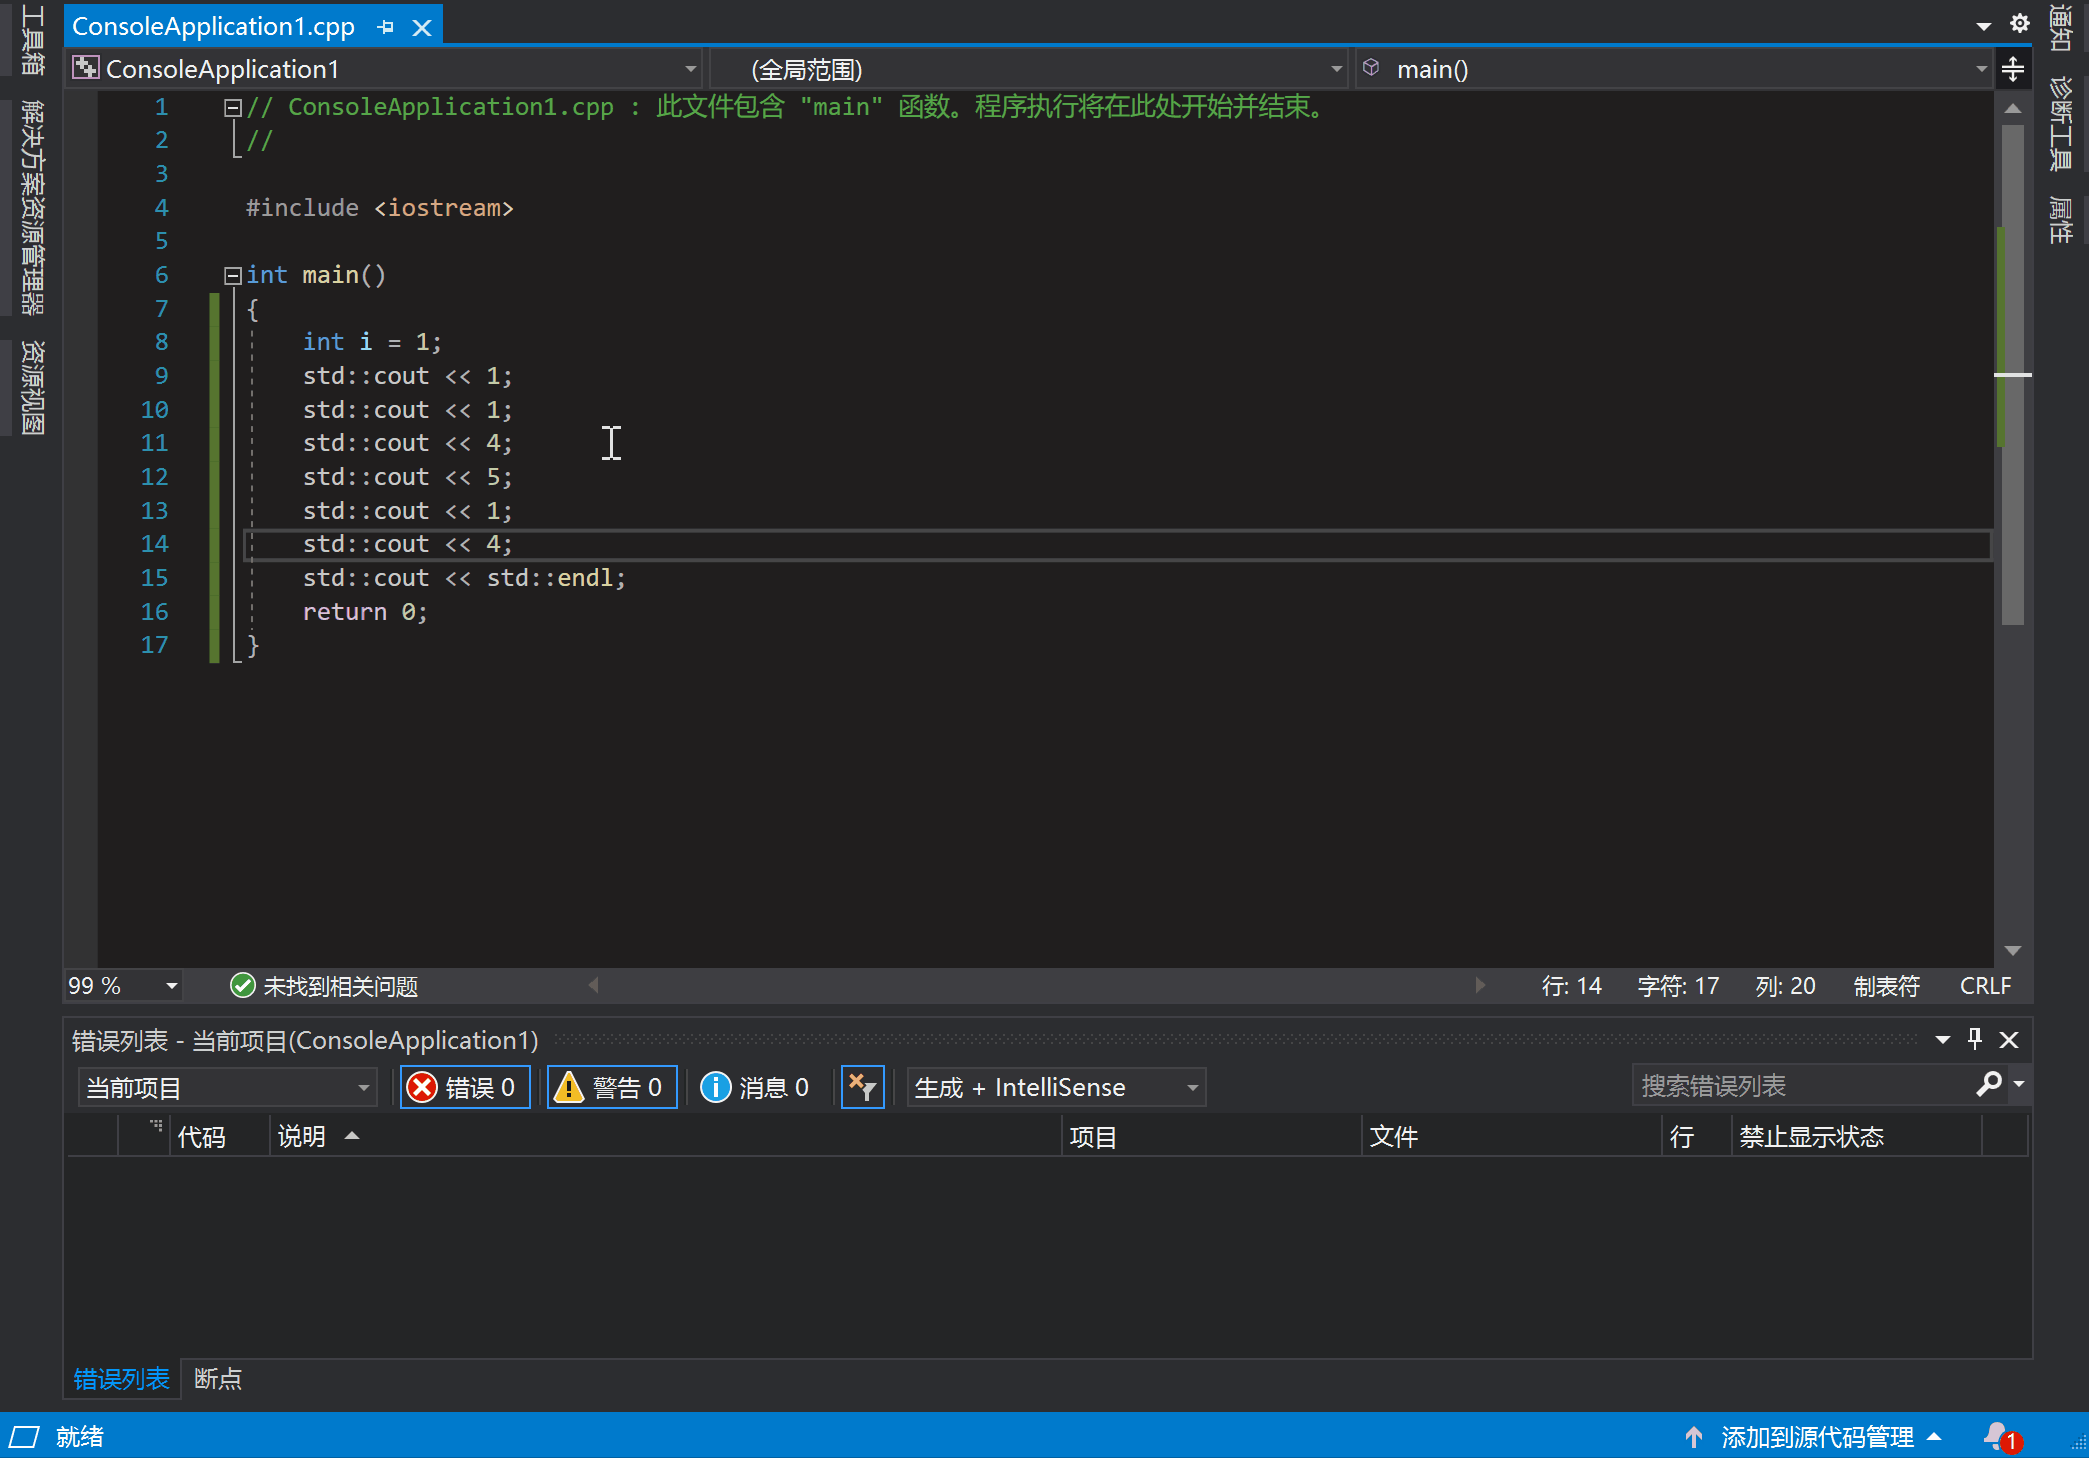 工具箱
解决方案资源管理器
资源视图
ConsoleApplication1.cpp
ConsoleApplication1
(全局范围)
main()
1 // ConsoleApplication1.cpp : 此文件包含 "main" 函数。程序执行将在此处开始并结束。
2 //
3
4 #include <iostream>
5
6 int main()
7 {
8 int i = 1;
9 std::cout << 1;
10 std::cout << 1;
11 std::cout << 4;
12 std::cout << 5;
13 std::cout << 1;
14 std::cout << 4;
15 std::cout << std::endl;
16 return 0;
17 }
99 %
未找到相关问题
行: 14 字符: 17 列: 20 制表符 CRLF
错误列表 - 当前项目(ConsoleApplication1)
当前项目 错误 0 警告 0 消息 0 生成 + IntelliSense 搜索错误列表
代码 说明 项目 文件 行 禁止显示状态
错误列表 断点
就绪 添加到源代码管理 1
通知
诊断工具
属性